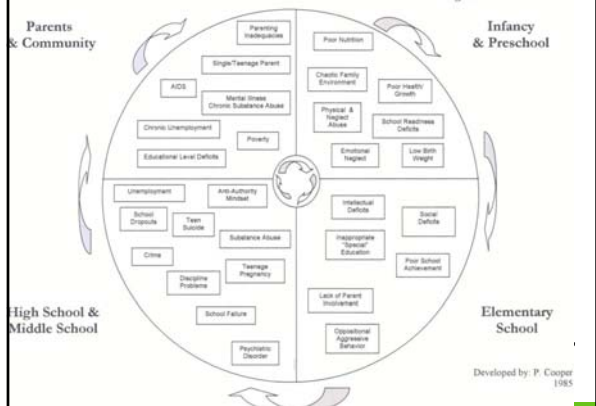 Parents
& Community
Infancy
& Preschool
Parenting
Inadequacies
Single/Teenage Parent
AIDS
Mental Illness
Chronic Substance Abuse
Chronic Unemployment
Poverty
Educational Level Deficits
Poor Nutrition
Chaotic Family
Environment
Poor Health/
Growth
Physical &
Neglect
Abuse
School Readiness
Deficits
Emotional
Neglect
Low Birth
Weight
Unemployment
Anti-Authority
Mindset
School
Dropouts
Teen
Suicide
Substance Abuse
Crime
Teenage
Pregnancy
Discipline
Problems
School Failure
Psychiatric
Disorder
Intellectual
Deficits
Social
Deficits
Inappropriate
"Special"
Education
Poor School
Achievement
Lack of Parent
Involvement
Oppositional
Aggressive
Behavior
High School &
Middle School
Elementary
School
Developed by: P. Cooper
1985